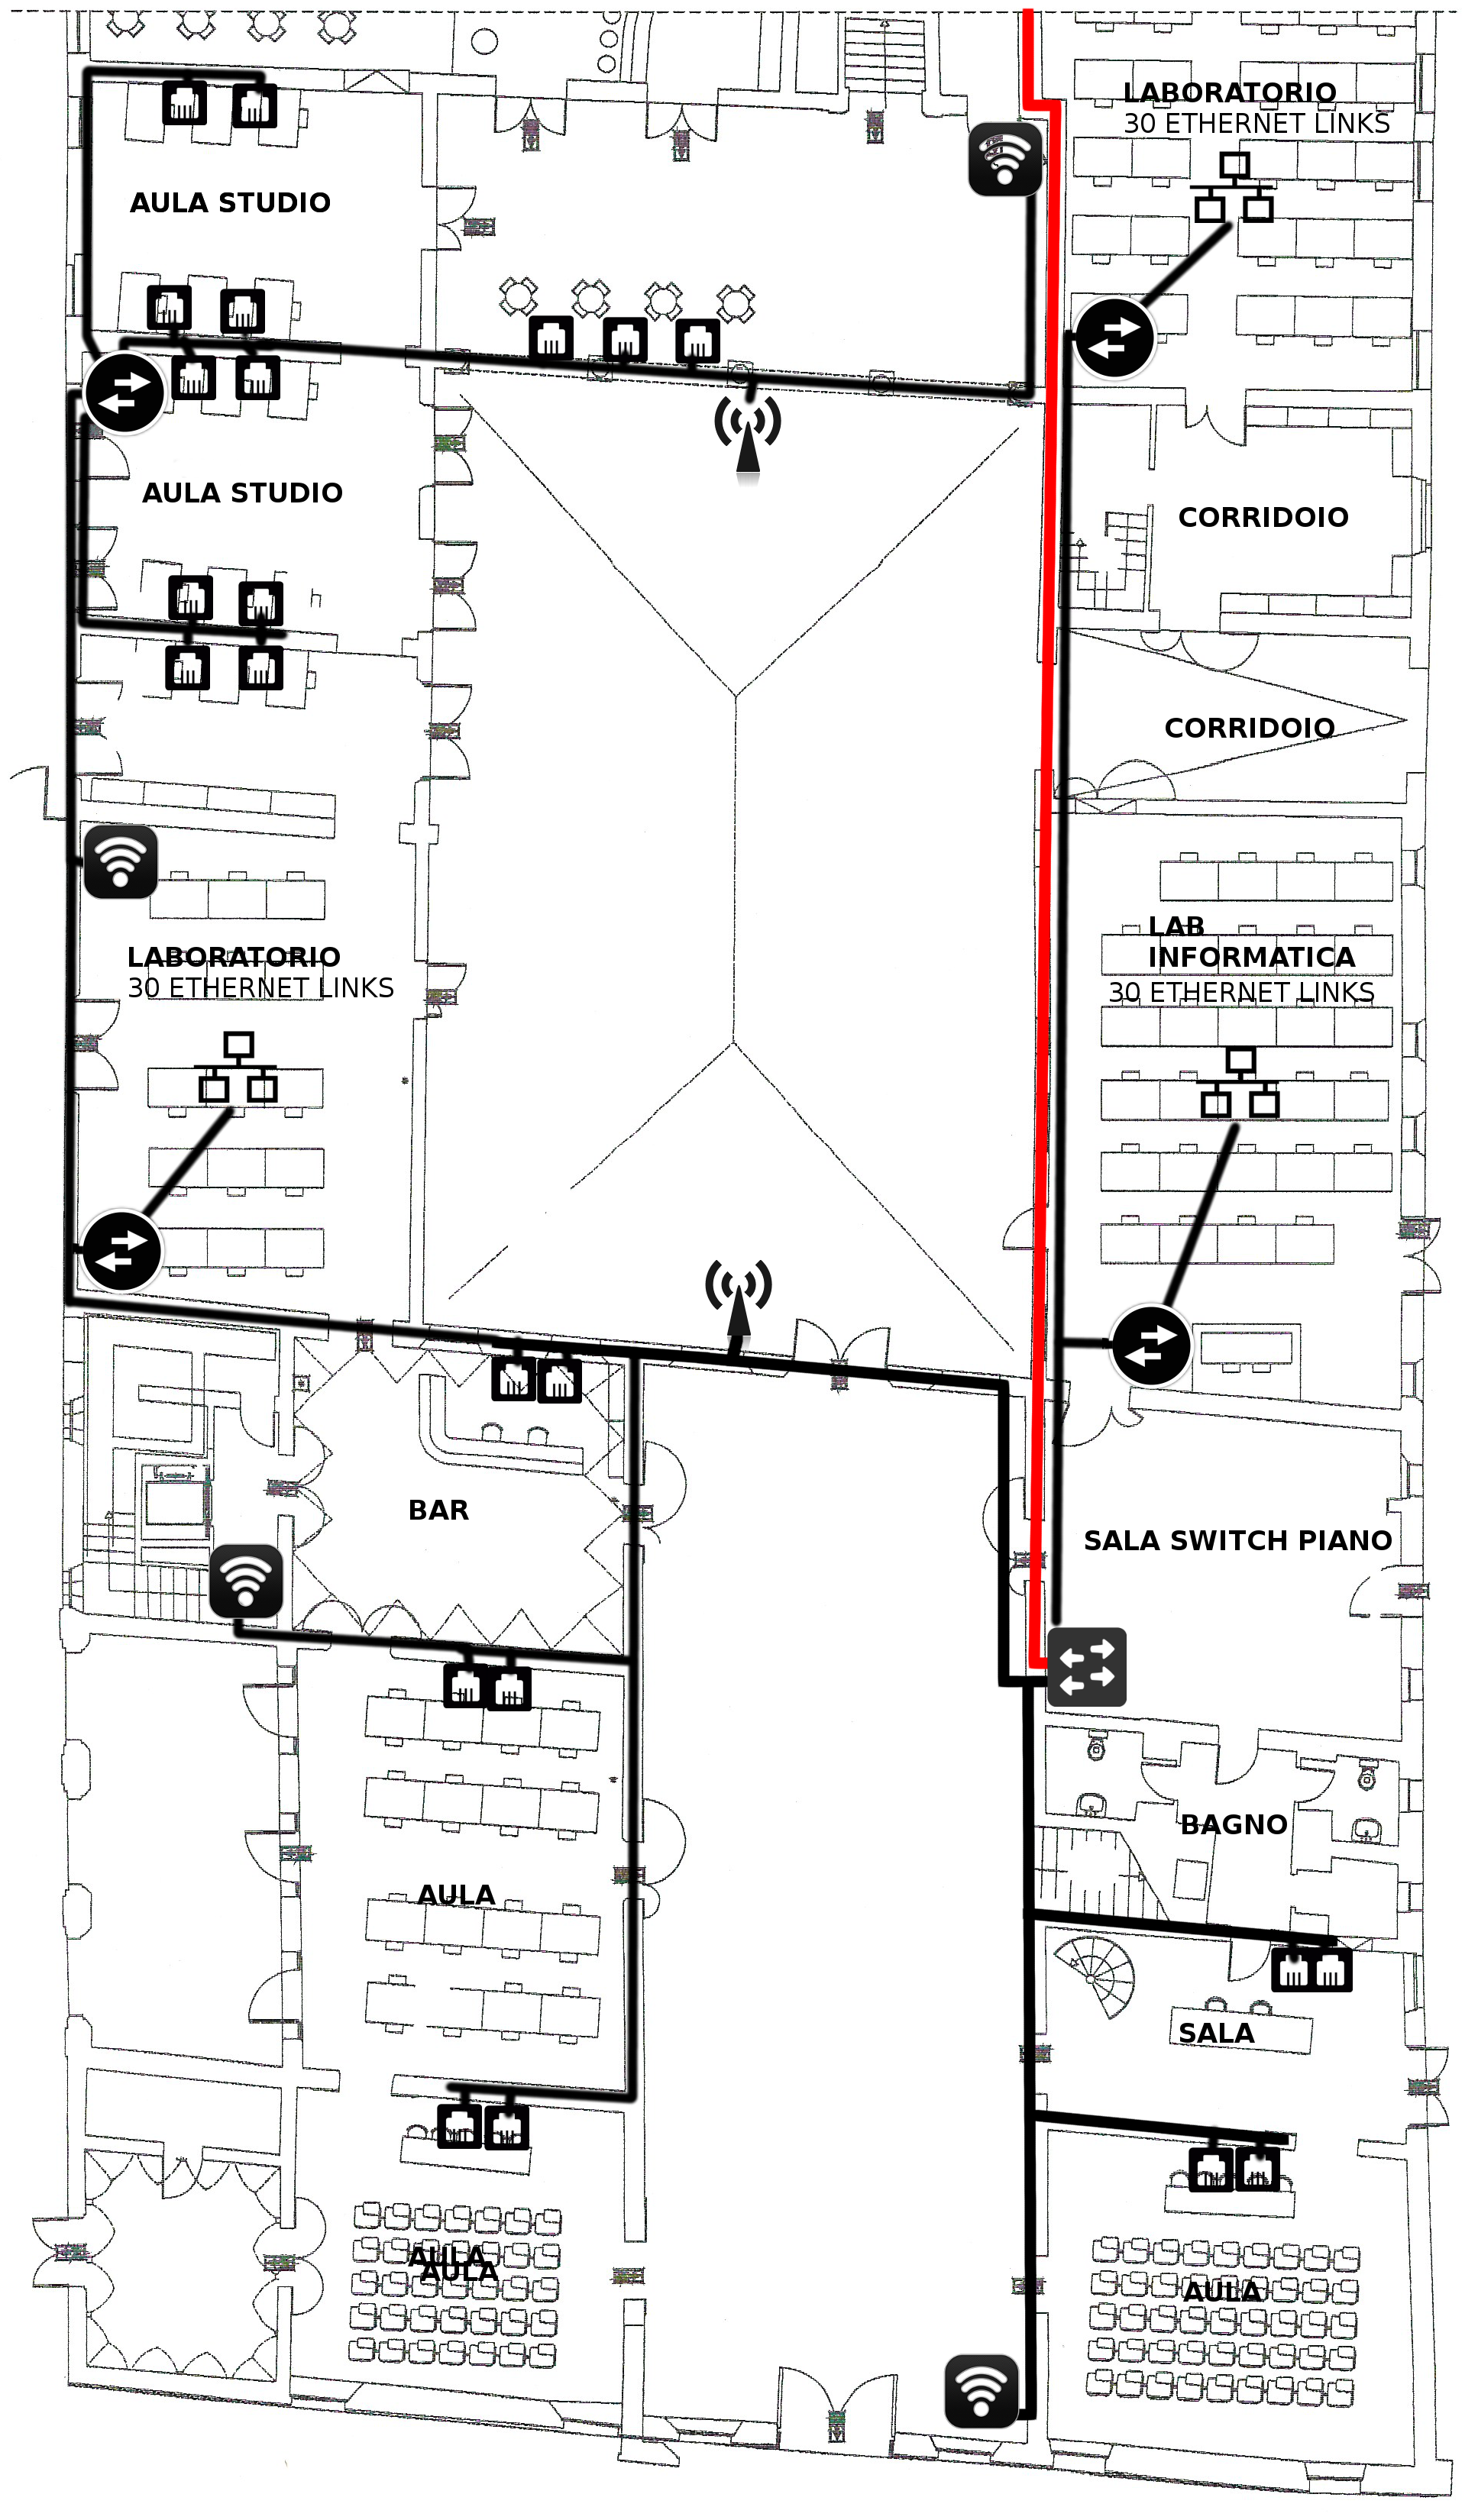 LABORATORIO
30 ETHERNET LINKS
AULA STUDIO
AULA STUDIO
CORRIDOIO
CORRIDOIO
LAB
INFORMATICA
30 ETHERNET LINKS
LABORATORIO
30 ETHERNET LINKS
BAR
SALA SWITCH PIANO
BAGNO
AULA
SALA
AULA
AULA
AULA